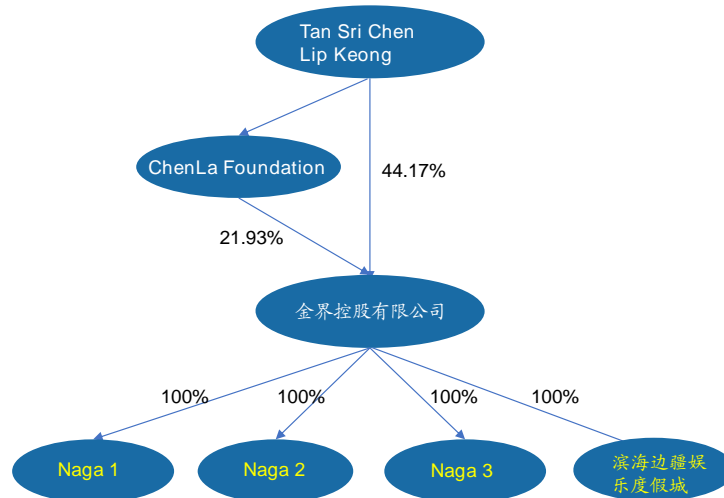 Tan Sri Chen
Lip Keong
ChenLa Foundation
44.17%
21.93%
金界控股有限公司
100%
100%
100%
100%
Naga 1
Naga 2
Naga 3
滨海边疆娱
乐度假城